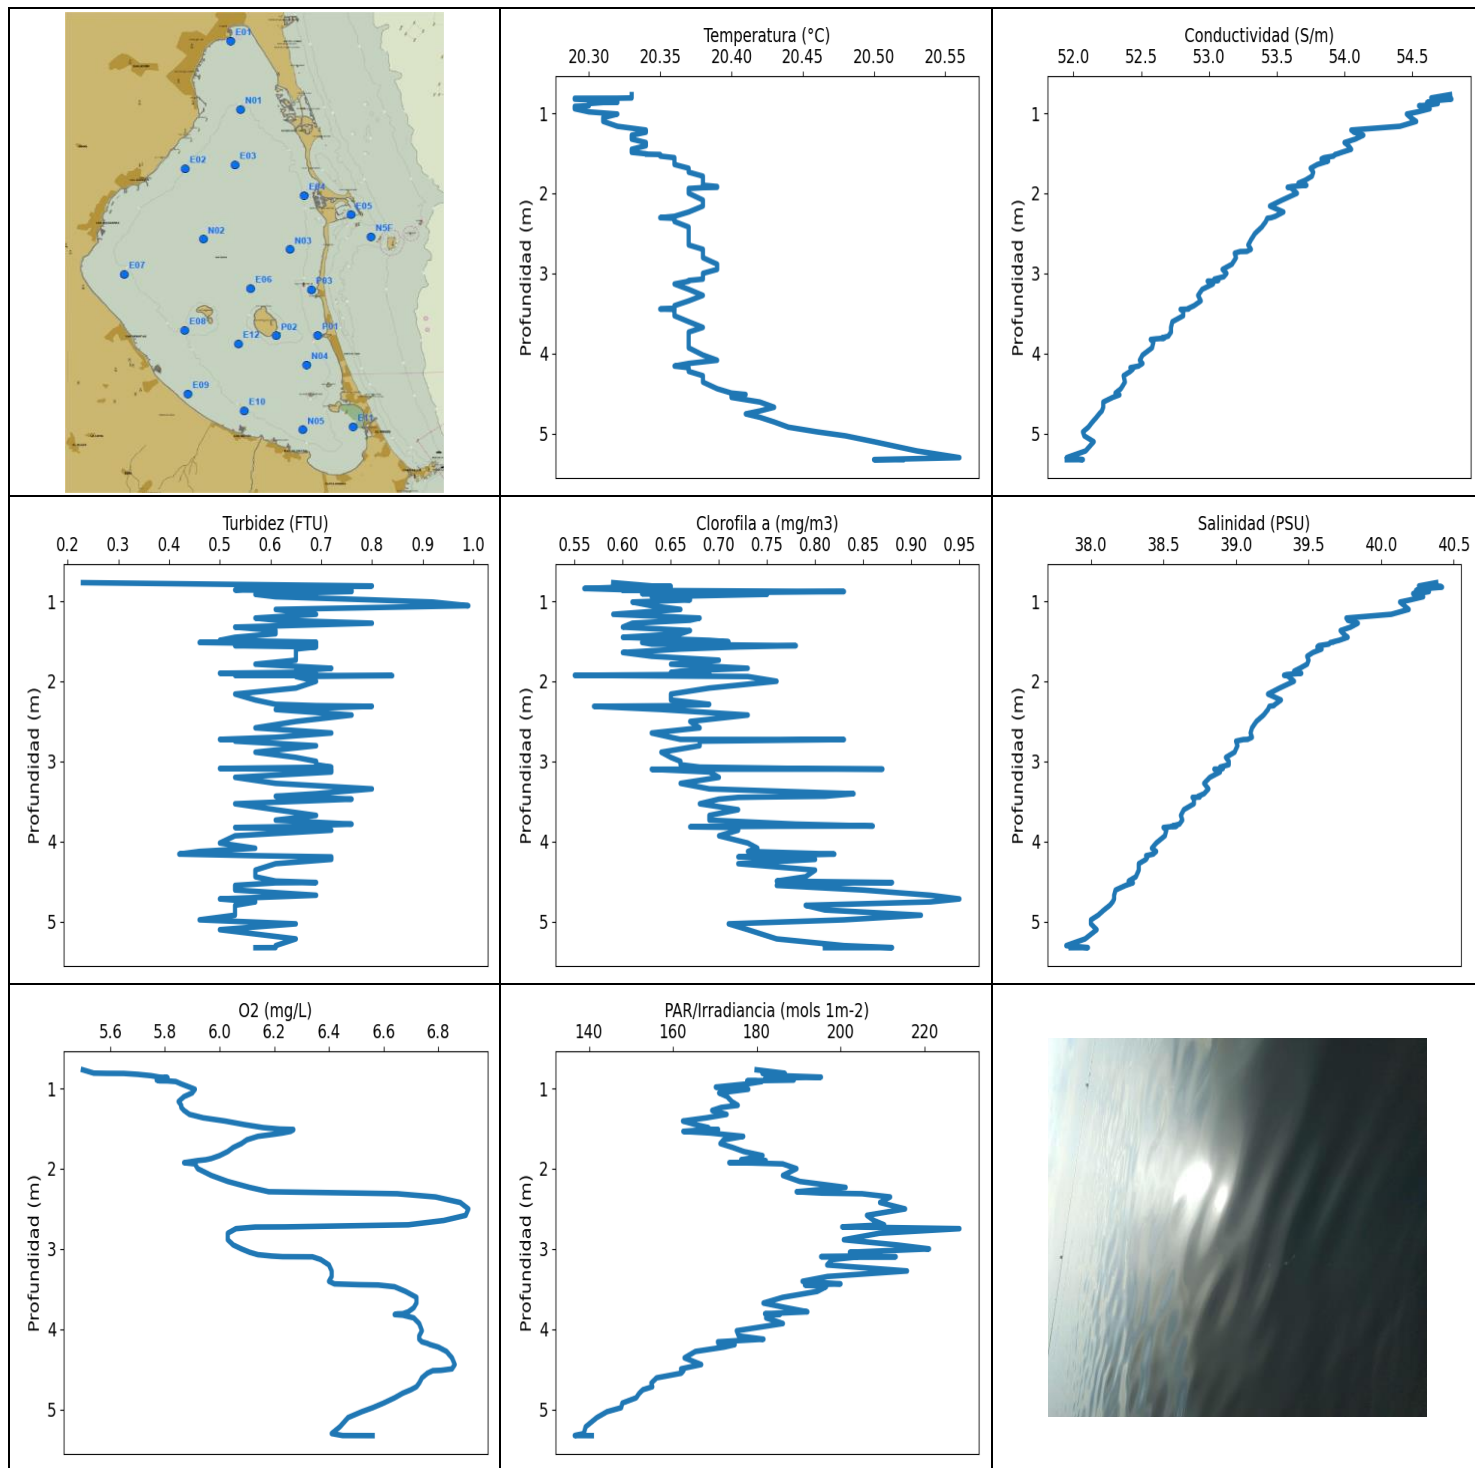 E01
N01
E02
E03
E04
E05
N5F
N02
N03
E07
E06
P03
E08
E12
P02
P01
N04
E09
E10
N05
E11
Temperatura (°C)
20.30 20.35 20.40 20.45 20.50 20.55
Profundidad (m)
1
2
3
4
5
Conductividad (S/m)
52.0 52.5 53.0 53.5 54.0 54.5
Profundidad (m)
1
2
3
4
5
Turbidez (FTU)
0.2 0.3 0.4 0.5 0.6 0.7 0.8 0.9 1.0
Profundidad (m)
1
2
3
4
5
Clorofila a (mg/m3)
0.55 0.60 0.65 0.70 0.75 0.80 0.85 0.90 0.95
Profundidad (m)
1
2
3
4
5
Salinidad (PSU)
38.0 38.5 39.0 39.5 40.0 40.5
Profundidad (m)
1
2
3
4
5
O2 (mg/L)
5.6 5.8 6.0 6.2 6.4 6.6 6.8
Profundidad (m)
1
2
3
4
5
PAR/Irradiancia (mols 1m-2)
140 160 180 200 220
Profundidad (m)
1
2
3
4
5